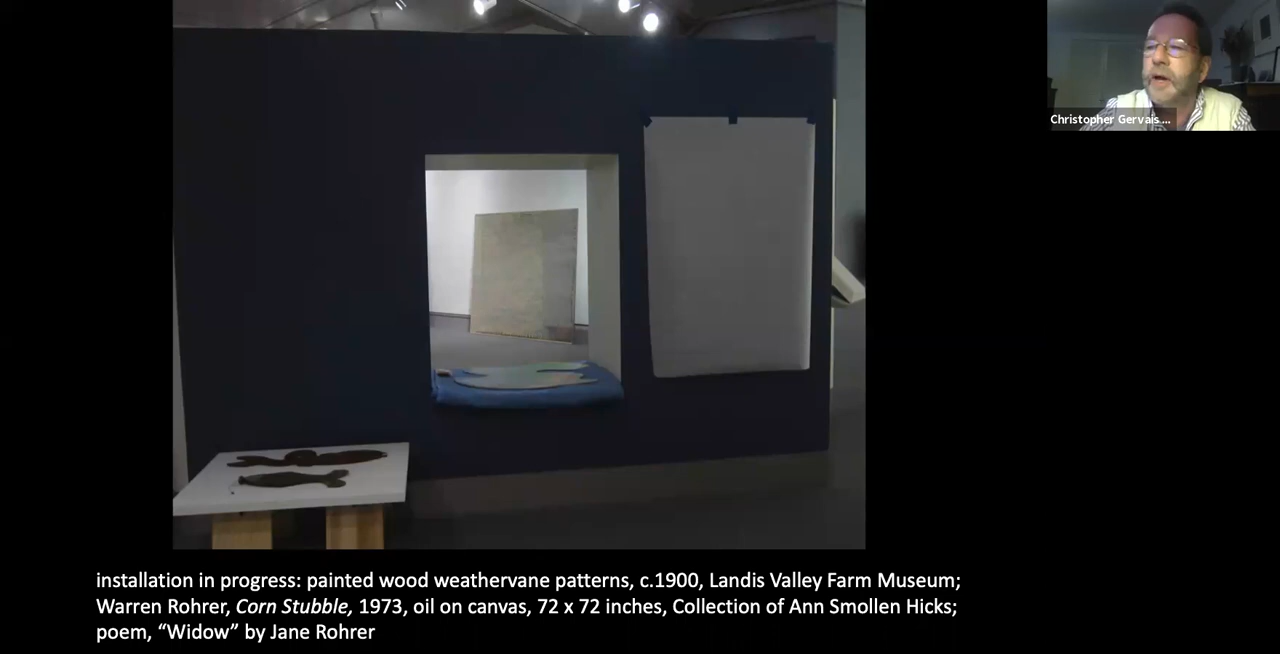 Christopher Gervais ...
installation in progress: painted wood weathervane patterns, c.1900, Landis Valley Farm Museum;
Warren Rohrer, Corn Stubble, 1973, oil on canvas, 72 x 72 inches, Collection of Ann Smollen Hicks;
poem, “Widow” by Jane Rohrer